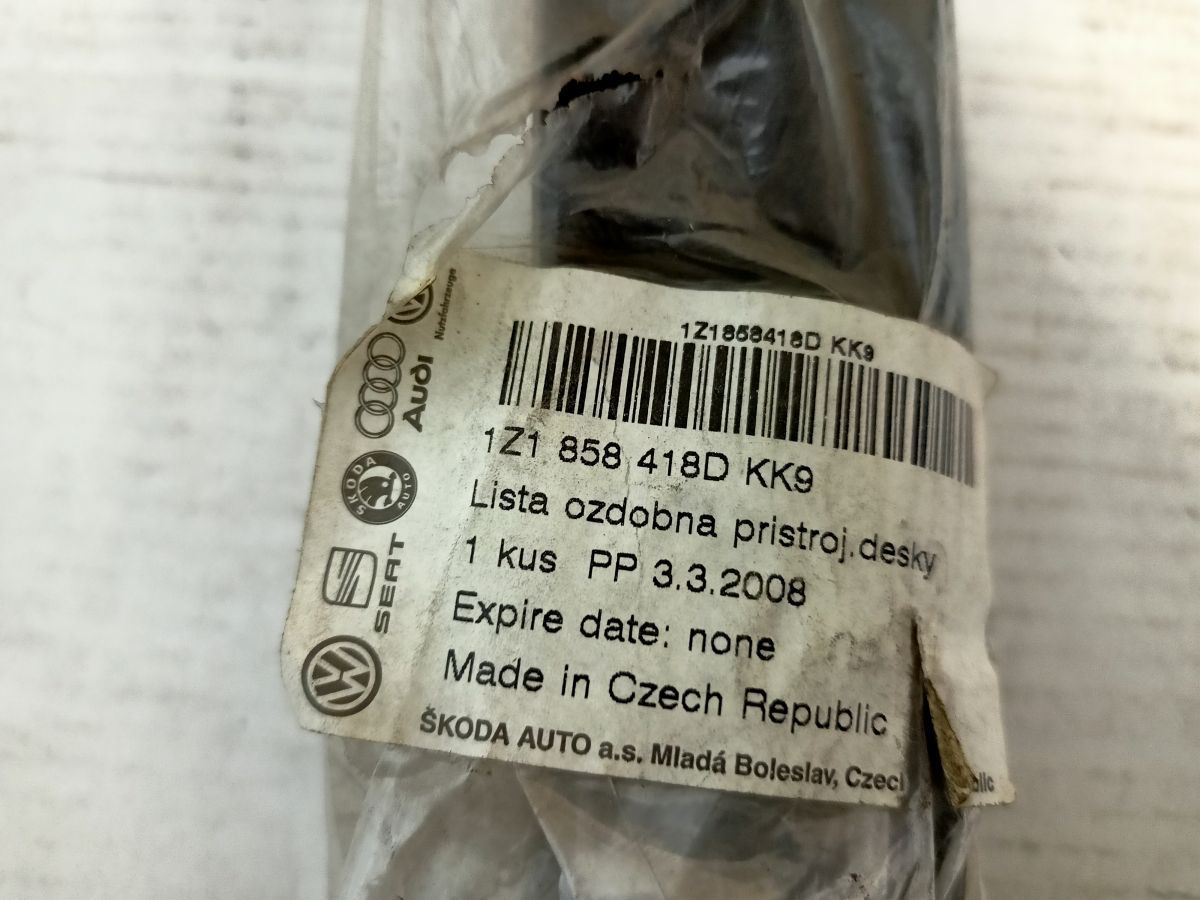 1Z1858418D KK9
1Z1 858 418D KK9
Lista ozdobna pristroj.desky
1 kus PP 3.3.2008
Expire date: none
Made in Czech Republic
ŠKODA AUTO a.s. Mladá Boleslav, Czec blic
Nutzfahrzeuge
Audi
ŠKODA
AUTO
SEAT